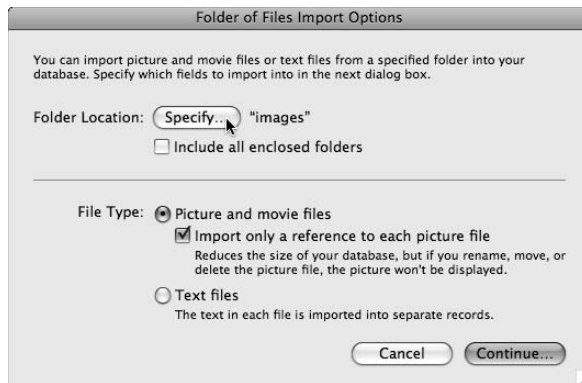 Folder of Files Import Options
You can import picture and movie files or text files from a specified folder into your
database. Specify which fields to import into in the next dialog box.
Folder Location: Specify... “images”
Include all enclosed folders
File Type: Picture and movie files
Import only a reference to each picture file
Reduces the size of your database, but if you rename, move, or
delete the picture file, the picture won't be displayed.
Text files
The text in each file is imported into separate records.
Cancel Continue...